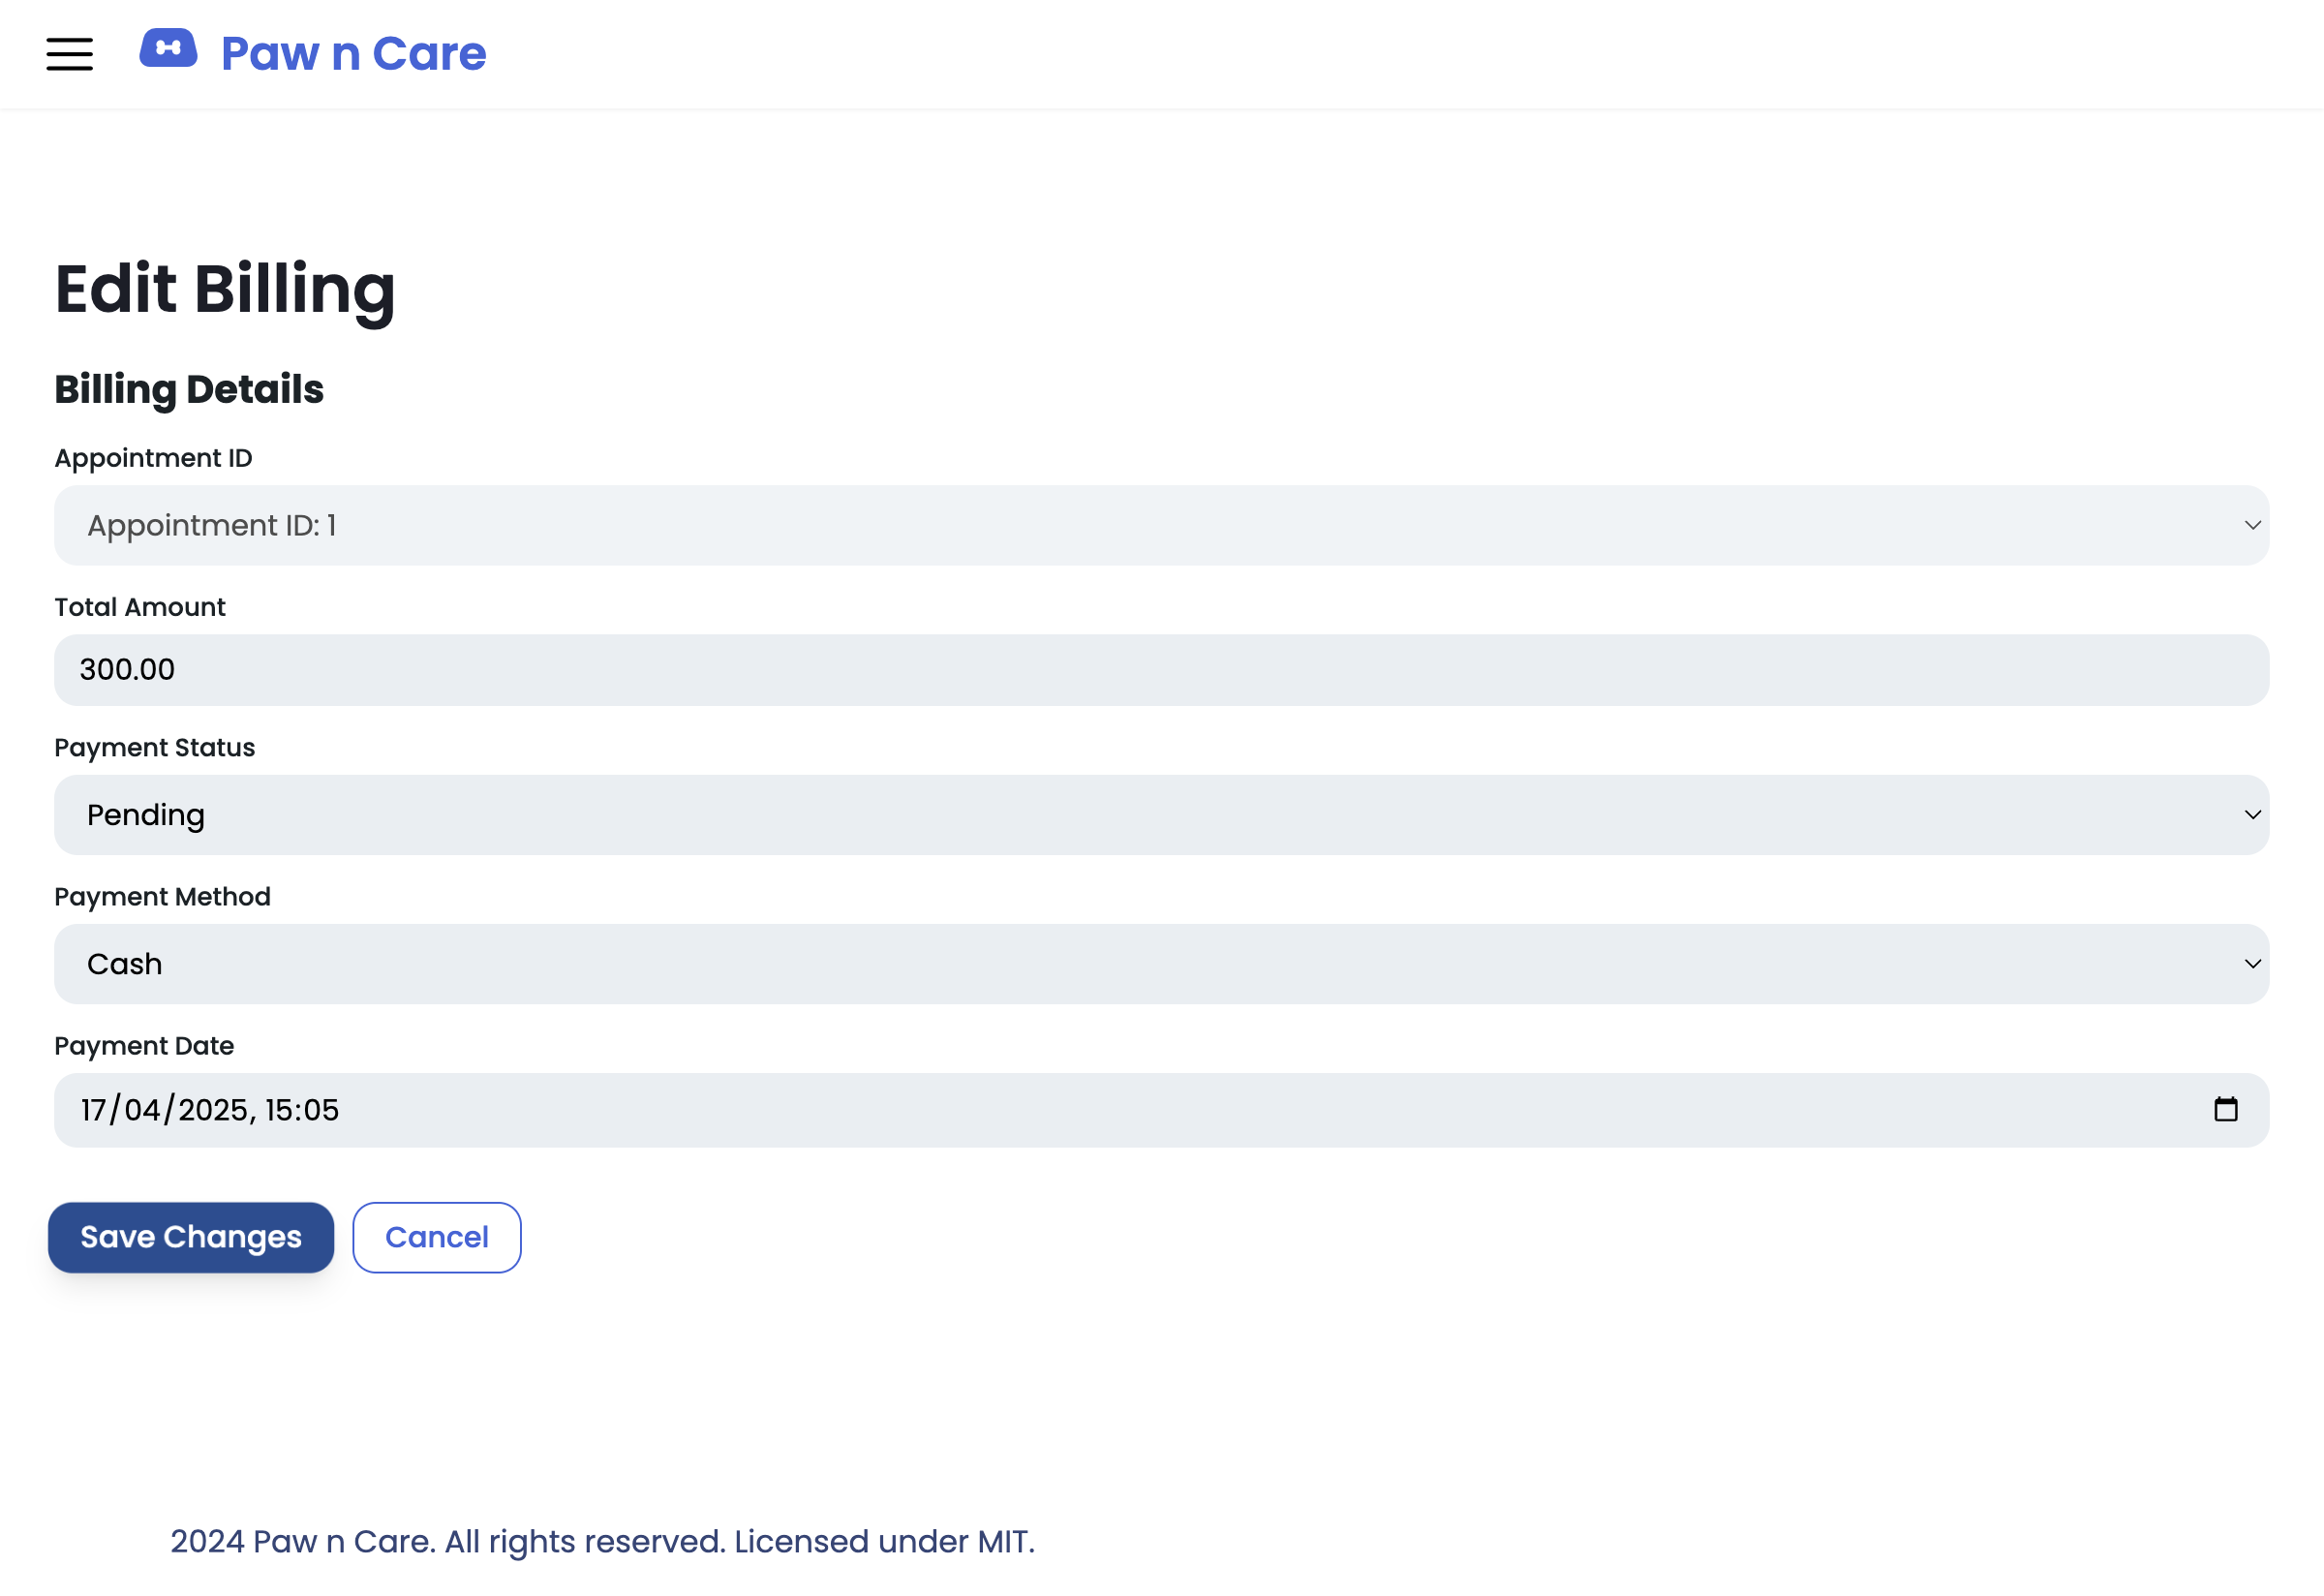 Paw n Care
Edit Billing
Billing Details
Appointment ID
Appointment ID: 1
Total Amount
300.00
Payment Status
Pending
Payment Method
Cash
Payment Date
17/04/2025, 15:05
Save Changes
Cancel
2024 Paw n Care. All rights reserved. Licensed under MIT.